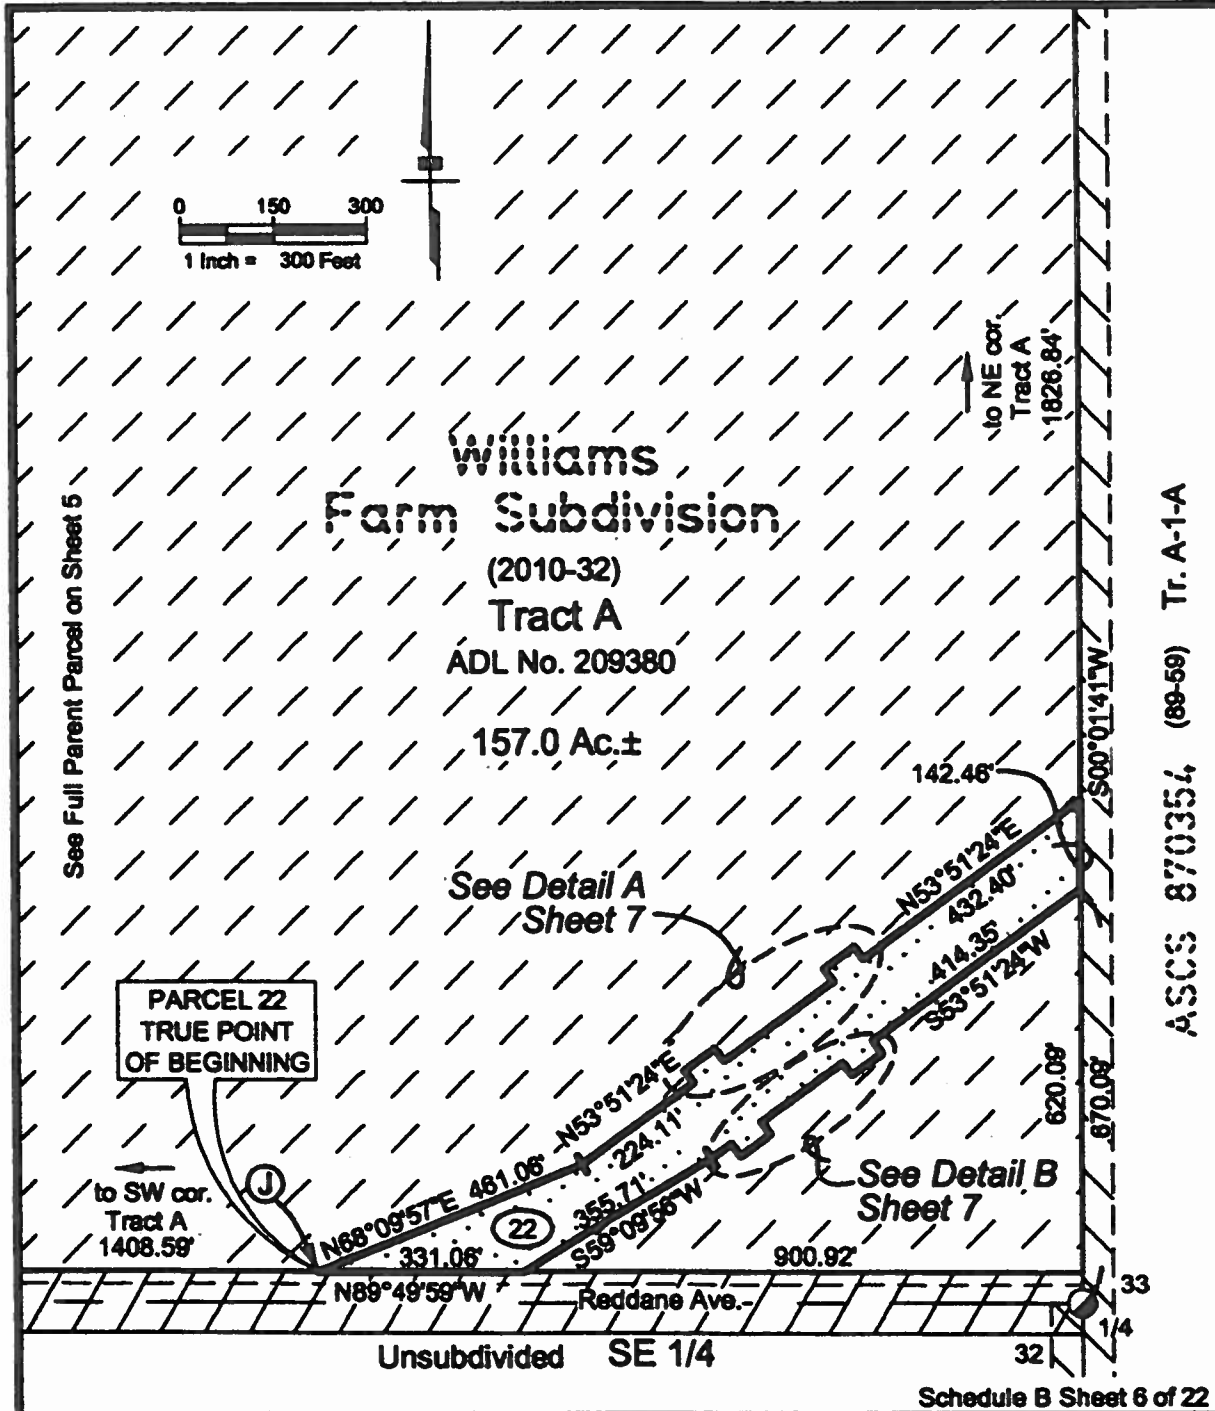 0 150 300
1 Inch = 300 Feet
to NE cor.
Tract A
1826.84'
Williams
Farm Subdivision
(2010-32)
Tract A
ADL No. 209380
157.0 Ac.±
See Full Parent Parcel on Sheet 5
ASCS 870354 (89-59) Tr. A-1-A
S00°01'41"W
142.46'
N53°51'24"E
432.40'
See Detail A
Sheet 7
414.35'
S53°51'24"W
PARCEL 22
TRUE POINT
OF BEGINNING
N53°51'24"E
224.11'
620.09'
670.09'
to SW cor.
Tract A
1408.59'
J
N68°09'57"E 461.06'
22
355.71'
S59°09'56"W
See Detail B
Sheet 7
331.06'
900.92'
N89°49'59"W
Reddane Ave.
33
1/4
32
Unsubdivided SE 1/4
Schedule B Sheet 6 of 22